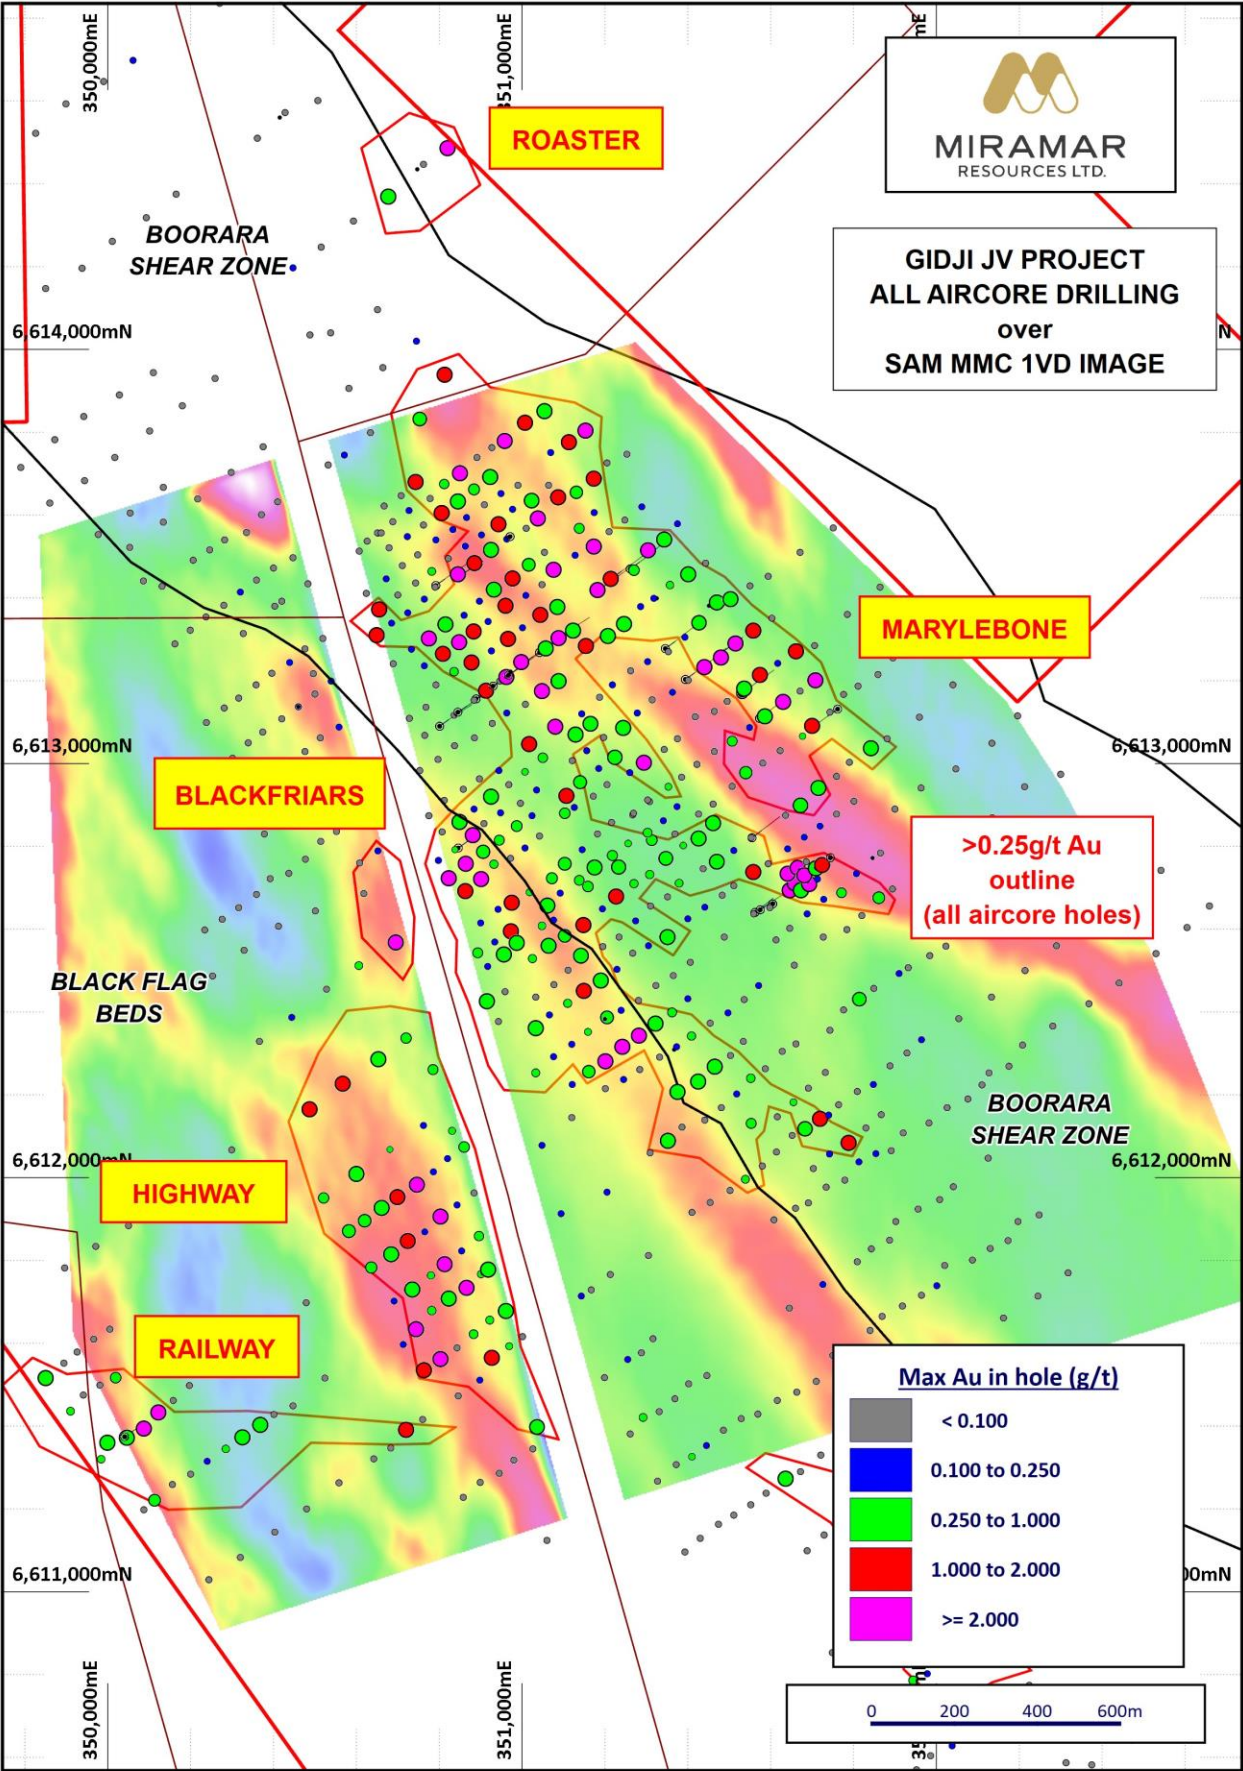 350,000mE
351,000mE
mE
MIRAMAR
RESOURCES LTD.
ROASTER
BOORARA
SHEAR ZONE
GIDJI JV PROJECT
ALL AIRCORE DRILLING
over
SAM MMC 1VD IMAGE
6,614,000mN
N
MARYLEBONE
6,613,000mN
6,613,000mN
BLACKFRIARS
>0.25g/t Au
outline
(all aircore holes)
BLACK FLAG
BEDS
BOORARA
SHEAR ZONE
6,612,000mN
6,612,000mN
HIGHWAY
RAILWAY
Max Au in hole (g/t)
< 0.100
0.100 to 0.250
0.250 to 1.000
1.000 to 2.000
>= 2.000
6,611,000mN
00mN
0 200 400 600m
350,000mE
351,000mE